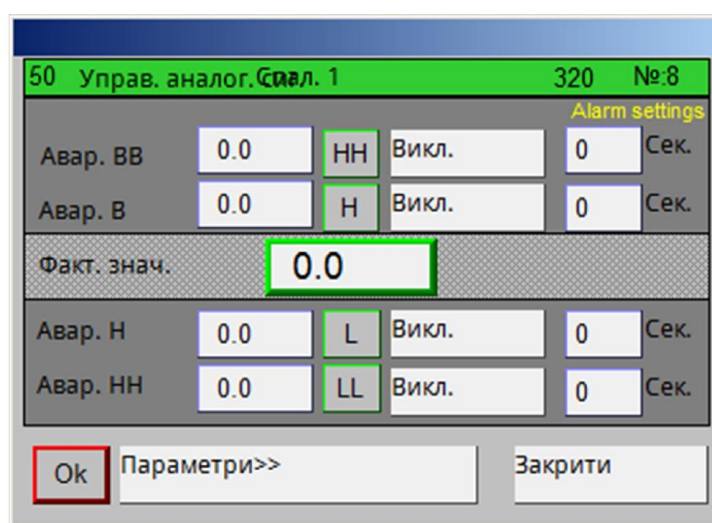 50 Управ. аналог. Спал. 1 320 №:8
Alarm settings
Авар. ВВ 0.0 HH Викл. 0 Сек.
Авар. В 0.0 H Викл. 0 Сек.
Факт. знач. 0.0
Авар. Н 0.0 L Викл. 0 Сек.
Авар. НН 0.0 LL Викл. 0 Сек.
Ok Параметри>> Закрити